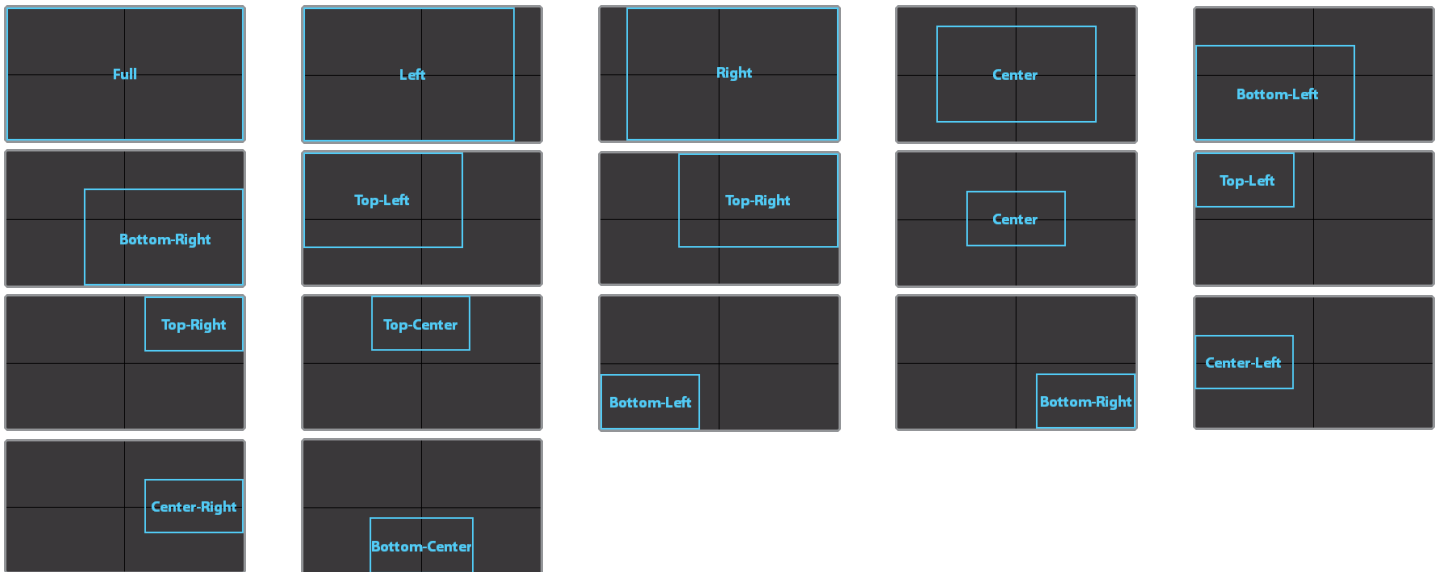 Full
Left
Right
Center
Bottom-Left
Bottom-Right
Top-Left
Top-Right
Center
Top-Left
Top-Right
Top-Center
Bottom-Left
Bottom-Right
Center-Left
Center-Right
Bottom-Center